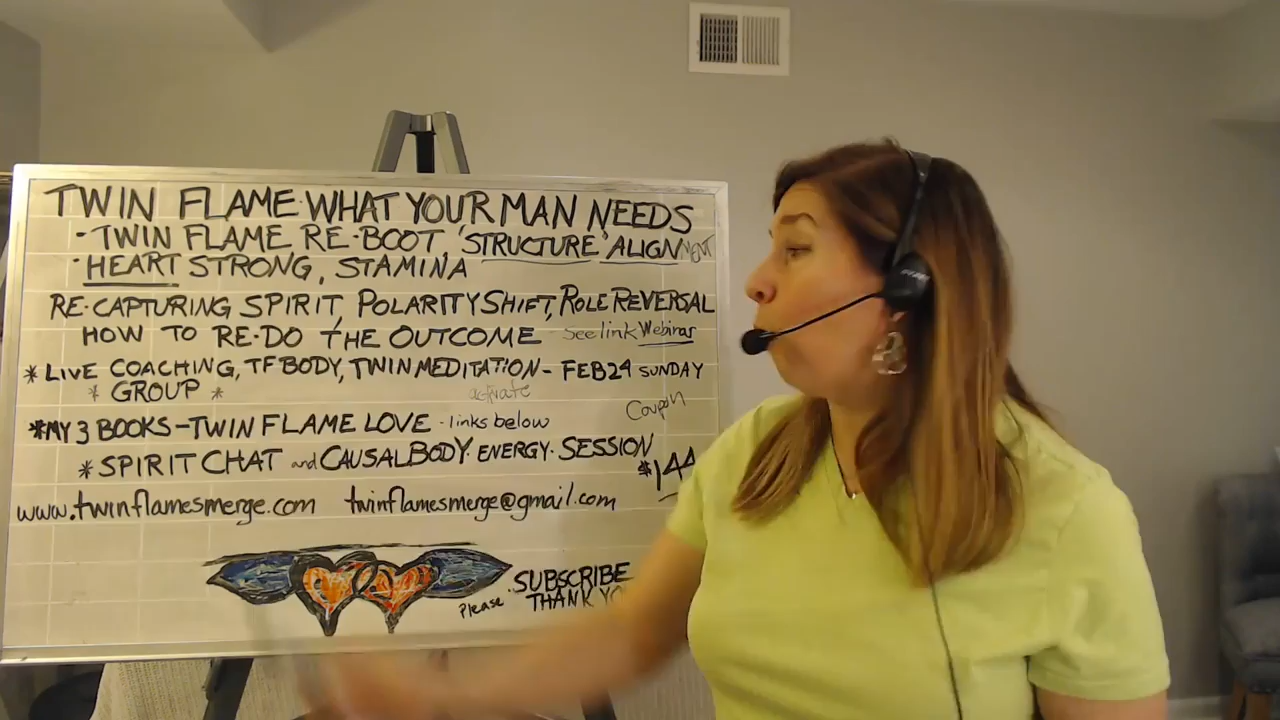 TWIN FLAME·WHAT YOUR MAN NEEDS
·TWIN FLAME RE-BOOT, 'STRUCTURE' ALIGNMENT
·HEART STRONG, STAMINA
RE-CAPTURING SPIRIT, POLARITY SHIFT, ROLE REVERSAL
HOW TO RE-DO THE OUTCOME - see link Webinar
*LIVE COACHING, TF BODY, TWIN MEDITATION - FEB 24 SUNDAY
* GROUP * activate
Coupon
*MY 3 BOOKS - TWIN FLAME LOVE - links below
*SPIRIT CHAT and CAUSAL BODY ENERGY· SESSION
$144
www.twinflamesmerge.com twinflamesmerge@gmail.com
Please ·SUBSCRIBE
THANK YO